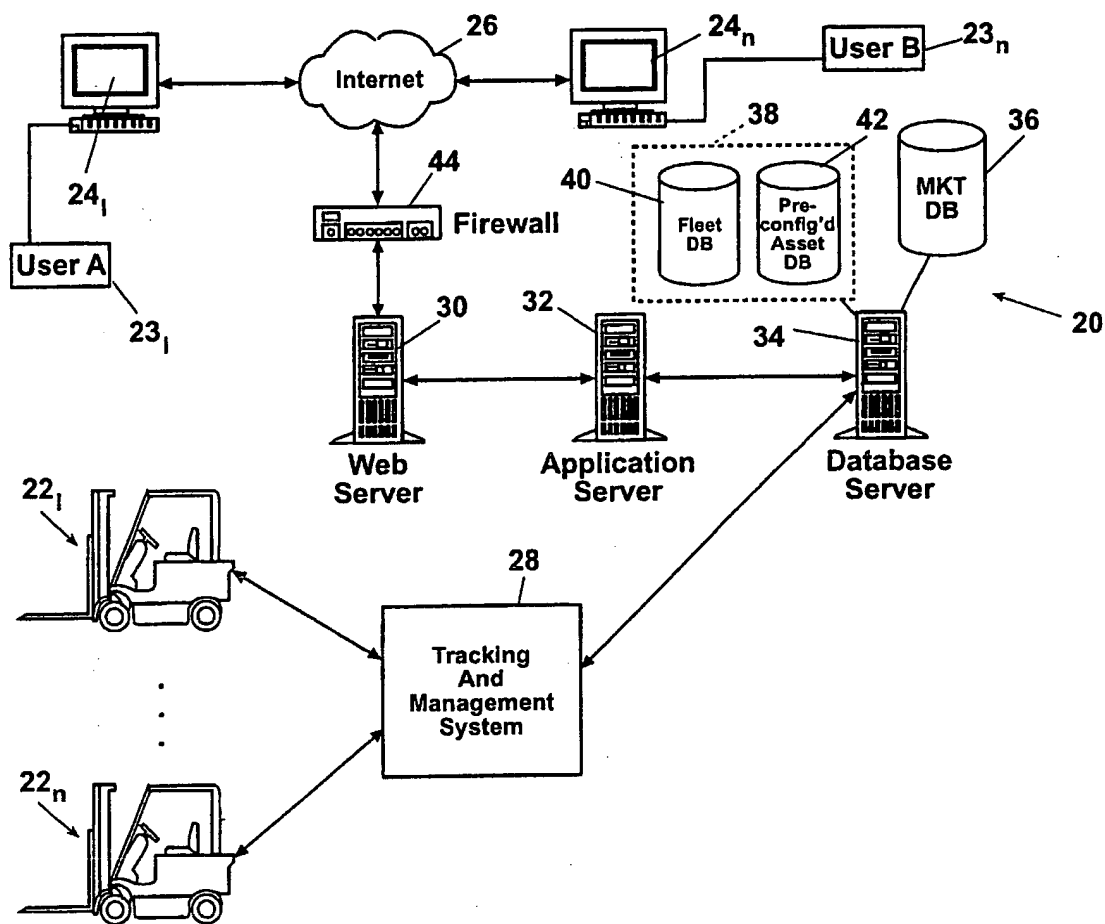 26
24n
User B
23n
Internet
38
42
36
24l
44
40
Fleet
DB
Pre-
config'd
Asset
DB
MKT
DB
Firewall
User A
23l
30
32
34
20
Web
Server
Application
Server
Database
Server
22l
28
Tracking
And
Management
System
22n